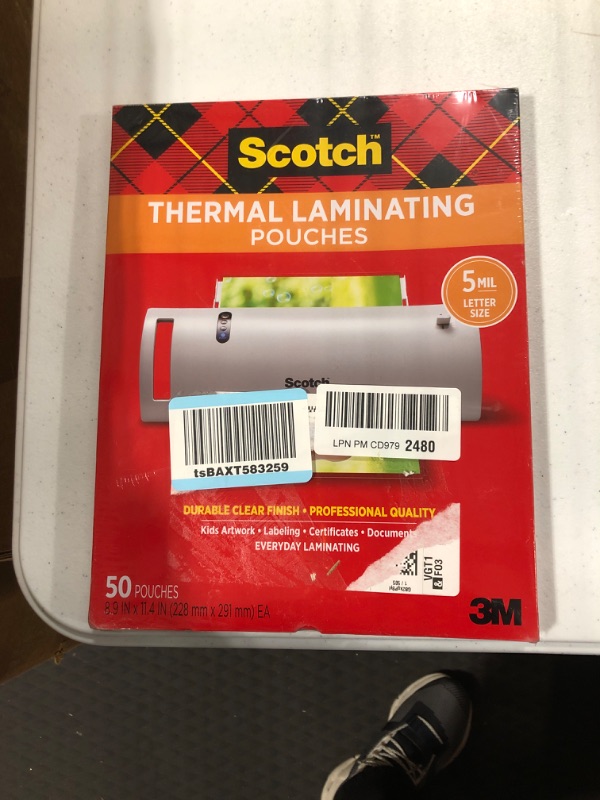 Scotch™
THERMAL LAMINATING
POUCHES
5 MIL
LETTER
SIZE
Scotch
tsBAXT583259
LPN PM CD979 2480
DURABLE CLEAR FINISH • PROFESSIONAL QUALITY
Kids Artwork • Labeling • Certificates • Document
EVERYDAY LAMINATING
VGT1
F03
50 POUCHES
8.9 IN x 11.4 IN (228 mm x 291 mm) EA
3M